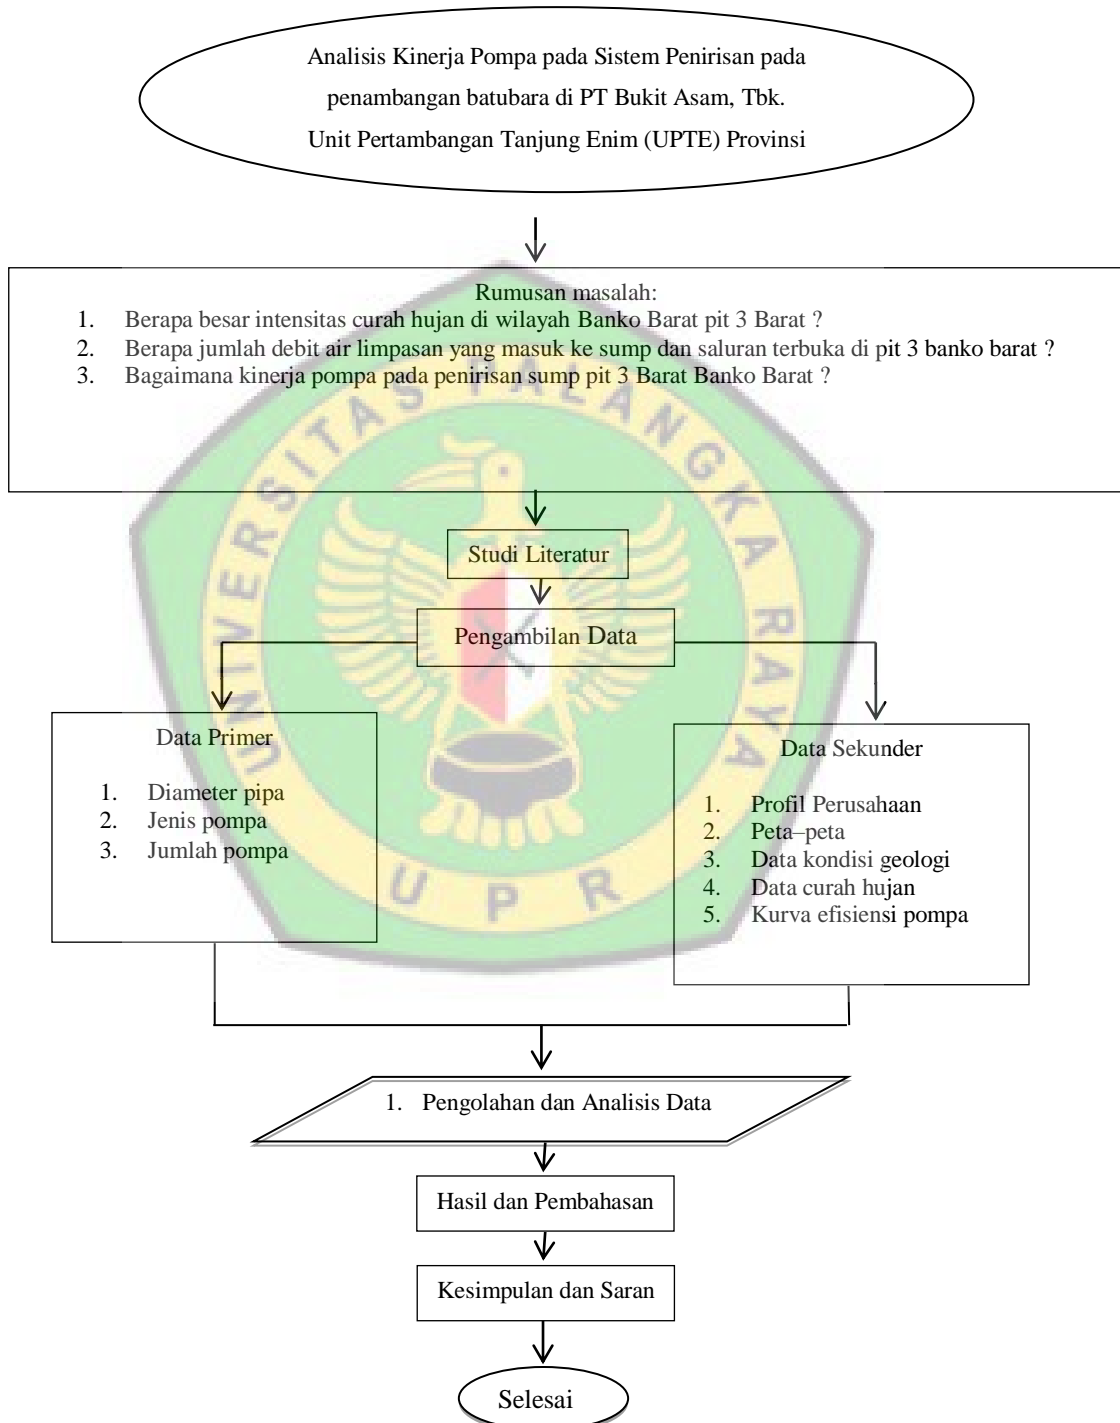 Analisis Kinerja Pompa pada Sistem Penirisan pada
penambangan batubara di PT Bukit Asam, Tbk.
Unit Pertambangan Tanjung Enim (UPTE) Provinsi
Rumusan masalah:
1. Berapa besar intensitas curah hujan di wilayah Banko Barat pit 3 Barat ?
2. Berapa jumlah debit air limpasan yang masuk ke sump dan saluran terbuka di pit 3 banko barat ?
3. Bagaimana kinerja pompa pada penirisan sump pit 3 Barat Banko Barat ?
UNIVERSITAS PALANGKA RAYA
Studi Literatur
Pengambilan Data
Data Primer
1. Diameter pipa
2. Jenis pompa
3. Jumlah pompa
Data Sekunder
1. Profil Perusahaan
2. Peta–peta
3. Data kondisi geologi
4. Data curah hujan
5. Kurva efisiensi pompa
UPR
1. Pengolahan dan Analisis Data
Hasil dan Pembahasan
Kesimpulan dan Saran
Selesai